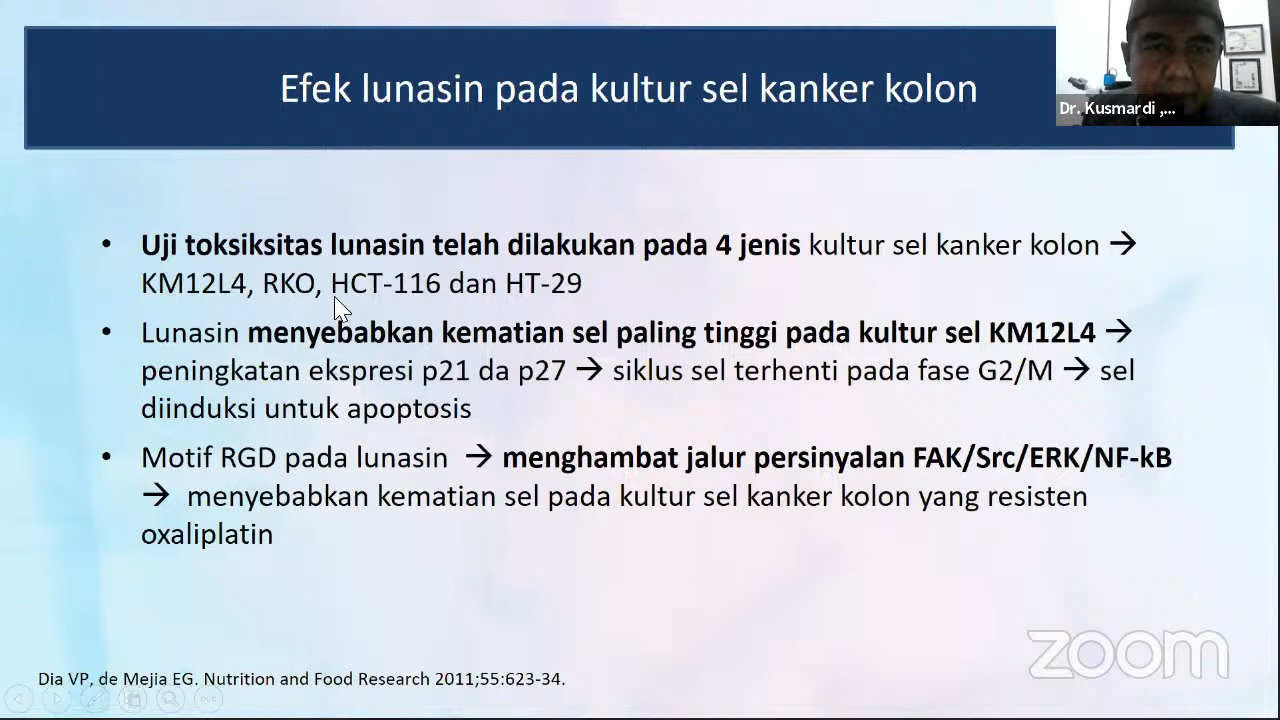 Efek lunasin pada kultur sel kanker kolon
Dr. Kusmardi ,...
• Uji toksiksitas lunasin telah dilakukan pada 4 jenis kultur sel kanker kolon →
KM12L4, RKO, HCT-116 dan HT-29
• Lunasin menyebabkan kematian sel paling tinggi pada kultur sel KM12L4 →
peningkatan ekspresi p21 da p27 → siklus sel terhenti pada fase G2/M → sel
diinduksi untuk apoptosis
• Motif RGD pada lunasin → menghambat jalur persinyalan FAK/Src/ERK/NF-kB
→ menyebabkan kematian sel pada kultur sel kanker kolon yang resisten
oxaliplatin
zoom
Dia VP, de Mejia EG. Nutrition and Food Research 2011;55:623-34.